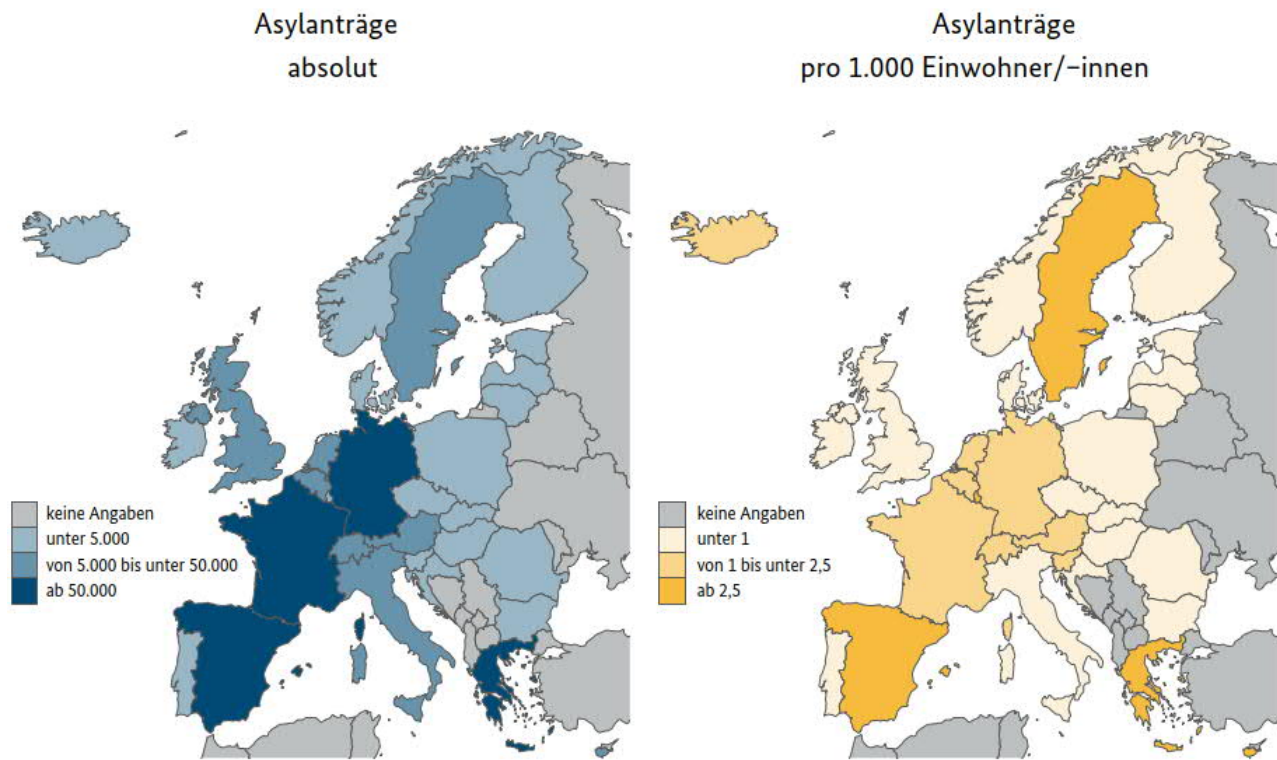 Asylanträge
absolut
keine Angaben
unter 5.000
von 5.000 bis unter 50.000
ab 50.000
Asylanträge
pro 1.000 Einwohner/–innen
keine Angaben
unter 1
von 1 bis unter 2,5
ab 2,5